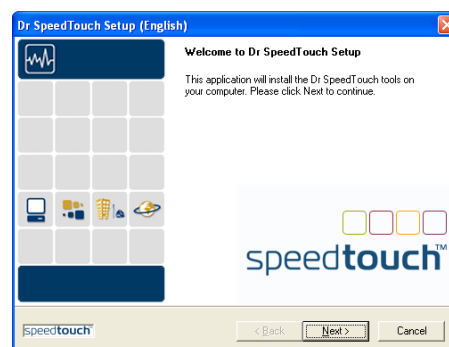 Dr SpeedTouch Setup (English)
Welcome to Dr SpeedTouch Setup
This application will install the Dr SpeedTouch tools on
your computer. Please click Next to continue.
speedtouch™
speedtouch™
< Back
Next >
Cancel